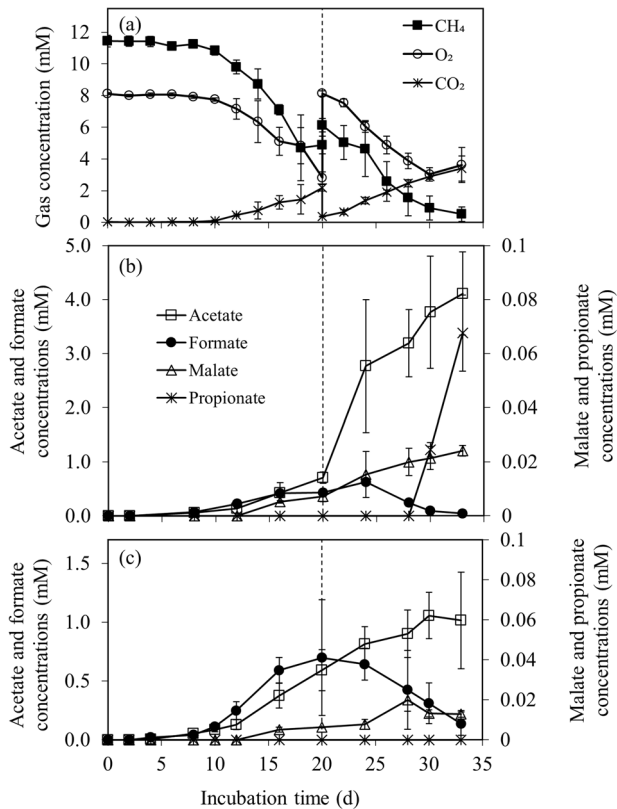 (a)
CH₄
O₂
CO₂
Gas concentration (mM)
12
10
8
6
4
2
0
(b)
Acetate
Formate
Malate
Propionate
Acetate and formate
concentrations (mM)
5.0
4.0
3.0
2.0
1.0
0.0
0.1
0.08
0.06
0.04
0.02
0
Malate and propionate
concentrations (mM)
(c)
Acetate and formate
concentrations (mM)
1.5
1.0
0.5
0.0
0.1
0.08
0.06
0.04
0.02
0
Malate and propionate
concentrations (mM)
0 5 10 15 20 25 30 35
Incubation time (d)